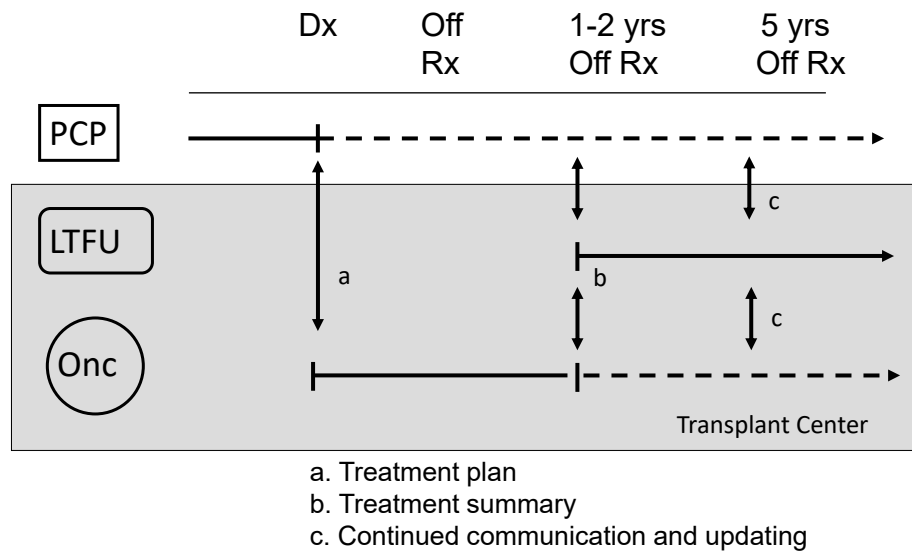 Dx Off 1-2 yrs 5 yrs
Rx Off Rx Off Rx
PCP
c
LTFU
a b
c
Onc
Transplant Center
a. Treatment plan
b. Treatment summary
c. Continued communication and updating